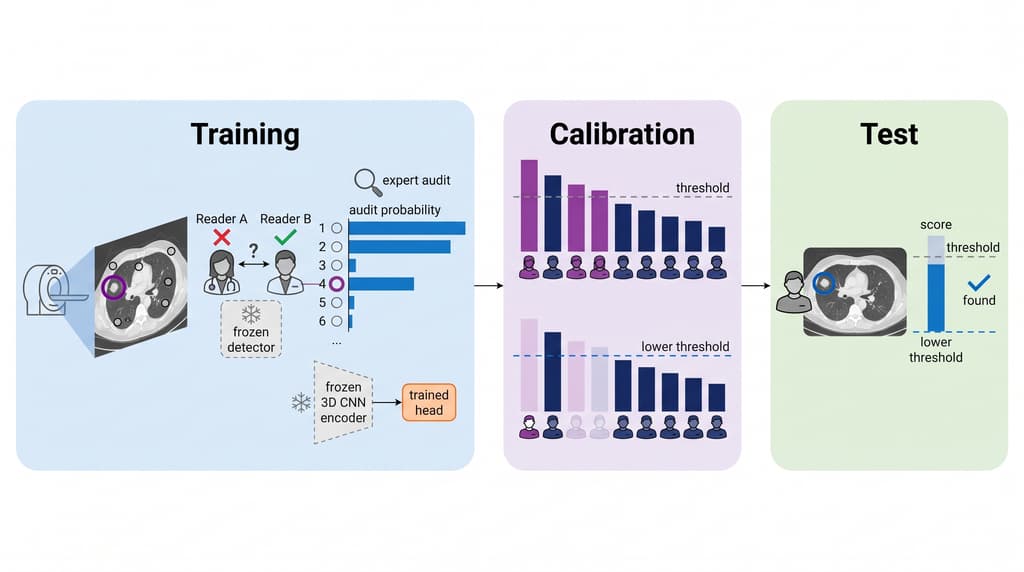 Training
expert audit
audit probability
Reader A
Reader B
?
1
2
3
4
5
6
...
frozen
detector
frozen
3D CNN
encoder
trained
head
Calibration
threshold
lower threshold
Test
score
threshold
found
lower
threshold